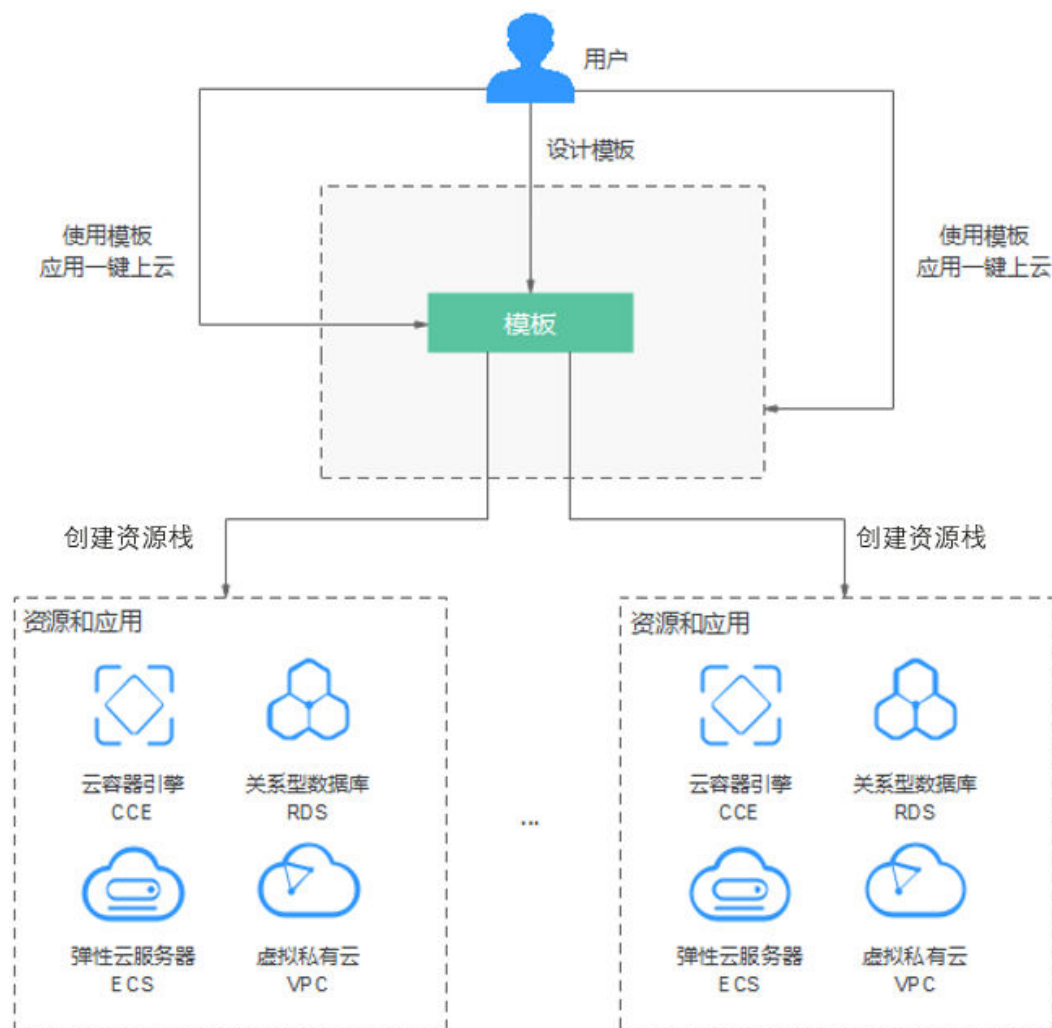 用户
设计模板
使用模板
应用一键上云
使用模板
应用一键上云
模板
创建资源栈
创建资源栈
资源和应用
云容器引擎
CCE
关系型数据库
RDS
弹性云服务器
ECS
虚拟私有云
VPC
...
资源和应用
云容器引擎
CCE
关系型数据库
RDS
弹性云服务器
ECS
虚拟私有云
VPC